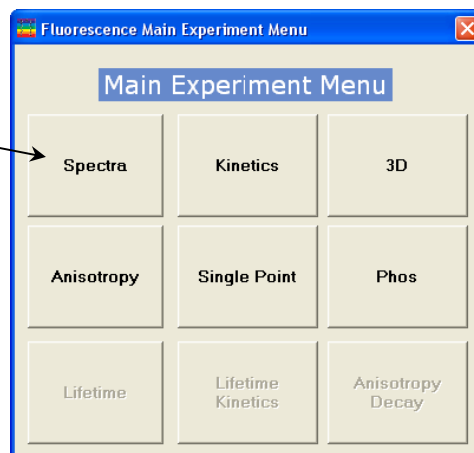 Fluorescence Main Experiment Menu
Main Experiment Menu
Spectra
Kinetics
3D
Anisotropy
Single Point
Phos
Lifetime
Lifetime
Kinetics
Anisotropy
Decay